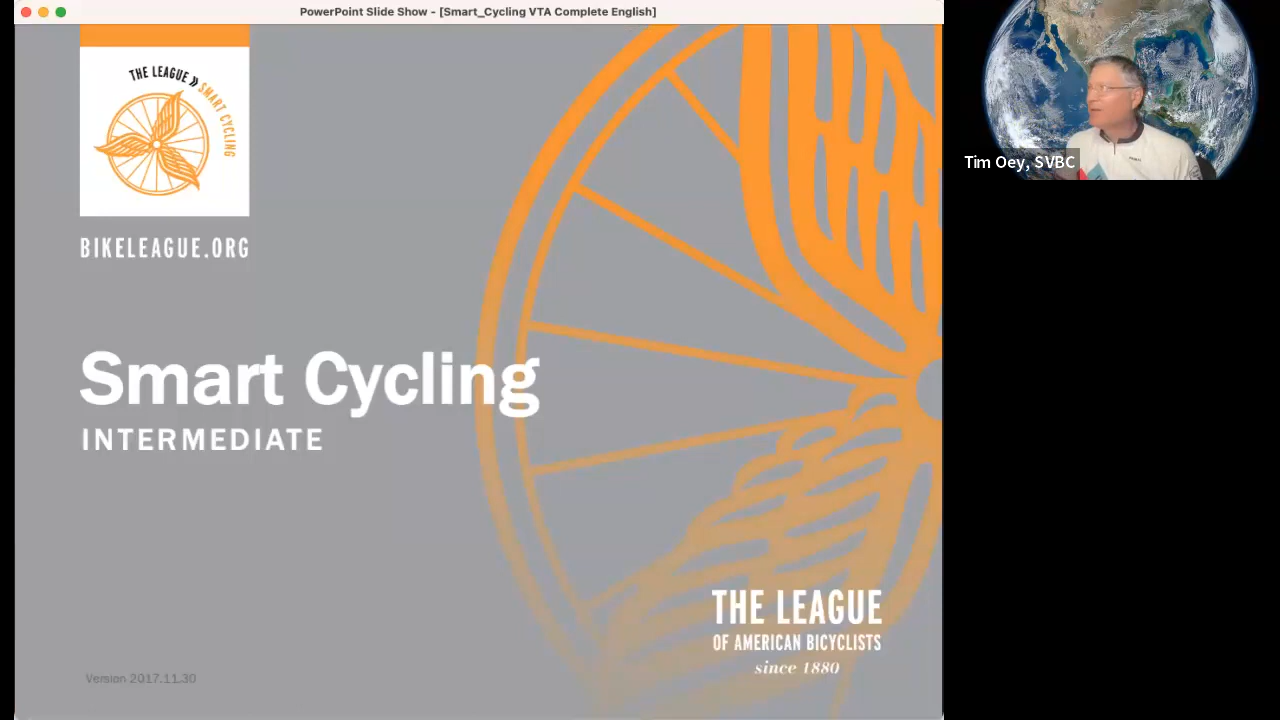 PowerPoint Slide Show - [Smart_Cycling VTA Complete English]
THE LEAGUE » SMART CYCLING
BIKELEAGUE.ORG
Smart Cycling
INTERMEDIATE
THE LEAGUE
OF AMERICAN BICYCLISTS
since 1880
Version 2017.11.30
Tim Oey, SVBC